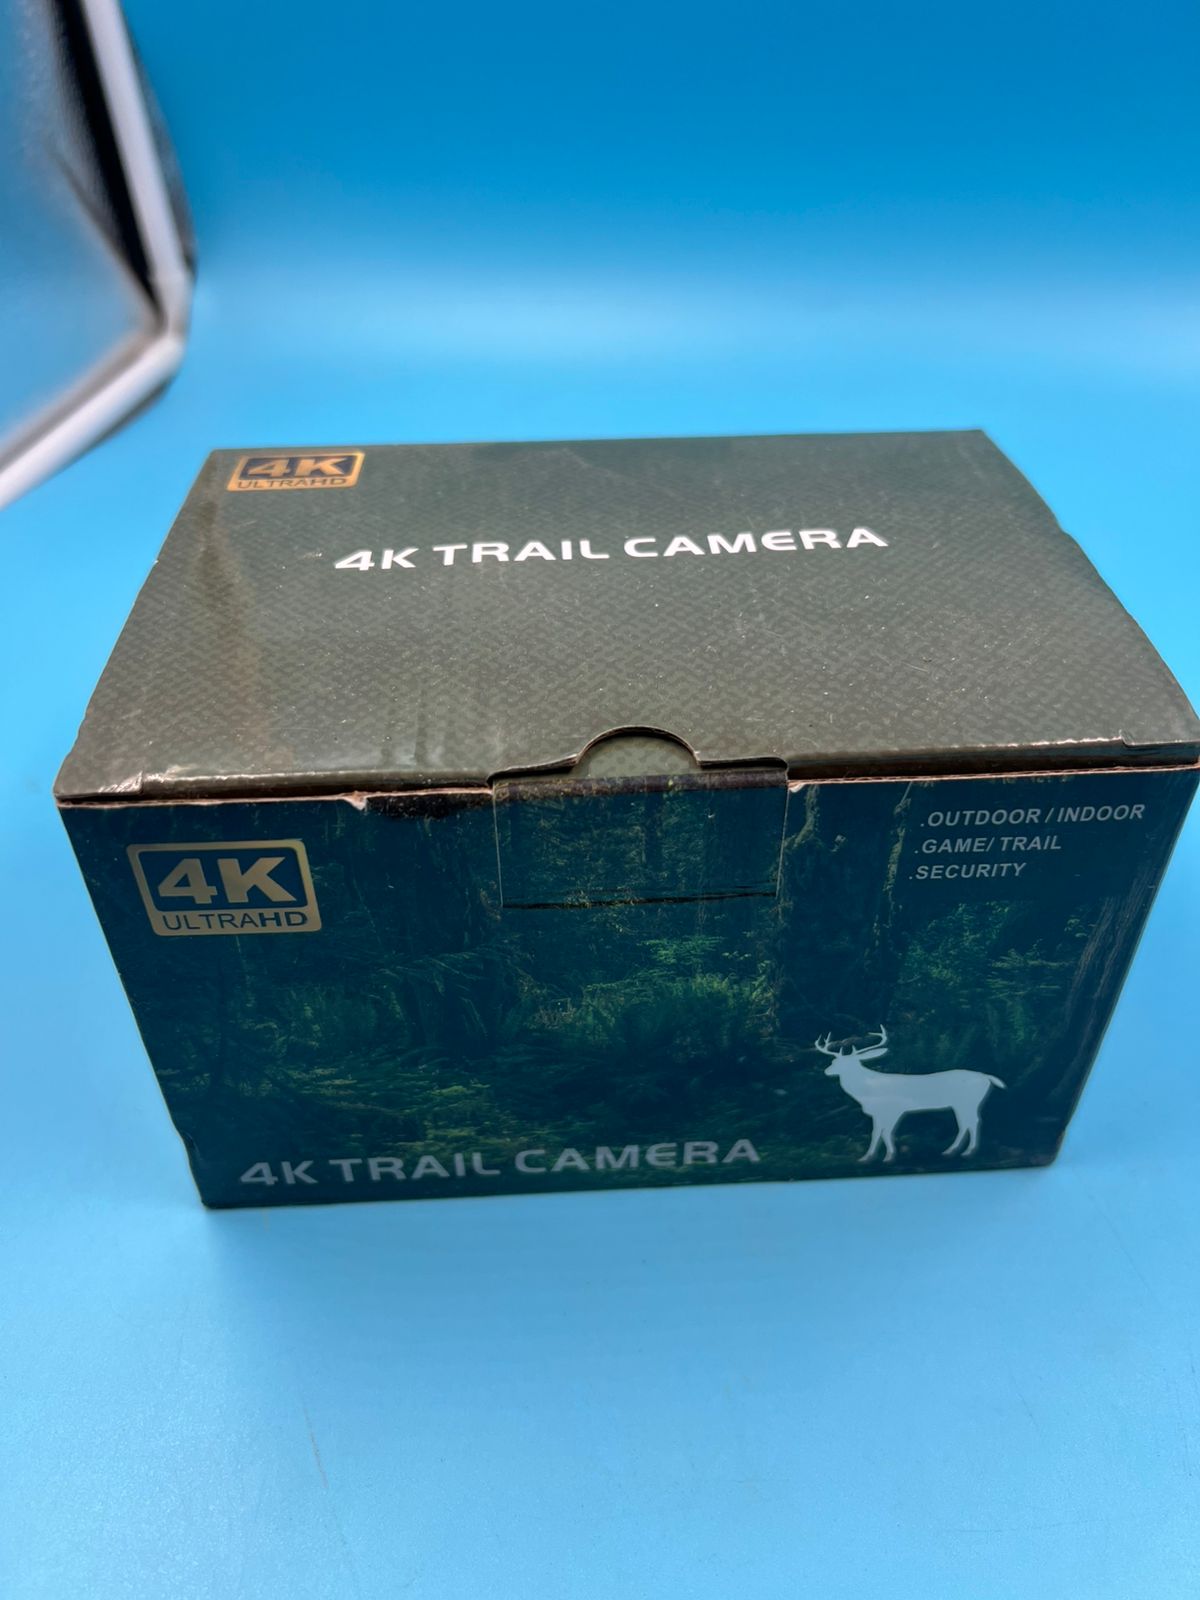 4K
ULTRAHD
4K TRAIL CAMERA
4K
ULTRAHD
.OUTDOOR / INDOOR
.GAME/ TRAIL
.SECURITY
4K TRAIL CAMERA